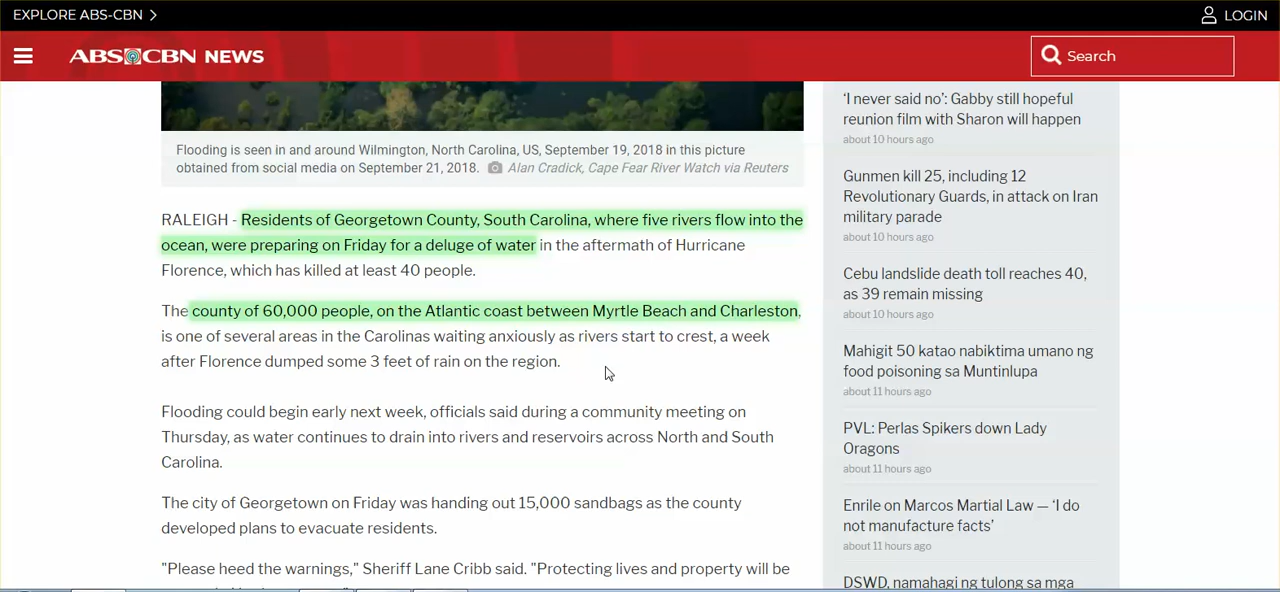 EXPLORE ABS-CBN
LOGIN
ABS CBN NEWS
Search
Flooding is seen in and around Wilmington, North Carolina, US, September 19, 2018 in this picture
obtained from social media on September 21, 2018. Alan Cradick, Cape Fear River Watch via Reuters
RALEIGH - Residents of Georgetown County, South Carolina, where five rivers flow into the
ocean, were preparing on Friday for a deluge of water in the aftermath of Hurricane
Florence, which has killed at least 40 people.
The county of 60,000 people, on the Atlantic coast between Myrtle Beach and Charleston,
is one of several areas in the Carolinas waiting anxiously as rivers start to crest, a week
after Florence dumped some 3 feet of rain on the region.
Flooding could begin early next week, officials said during a community meeting on
Thursday, as water continues to drain into rivers and reservoirs across North and South
Carolina.
The city of Georgetown on Friday was handing out 15,000 sandbags as the county
developed plans to evacuate residents.
"Please heed the warnings," Sheriff Lane Cribb said. "Protecting lives and property will be
‘I never said no’: Gabby still hopeful
reunion film with Sharon will happen
about 10 hours ago
Gunmen kill 25, including 12
Revolutionary Guards, in attack on Iran
military parade
about 10 hours ago
Cebu landslide death toll reaches 40,
as 39 remain missing
about 10 hours ago
Mahigit 50 katao nabiktima umano ng
food poisoning sa Muntinlupa
about 11 hours ago
PVL: Perlas Spikers down Lady
Oragons
about 11 hours ago
Enrile on Marcos Martial Law — ‘I do
not manufacture facts’
about 11 hours ago
DSWD, namahagi ng tulong sa mga